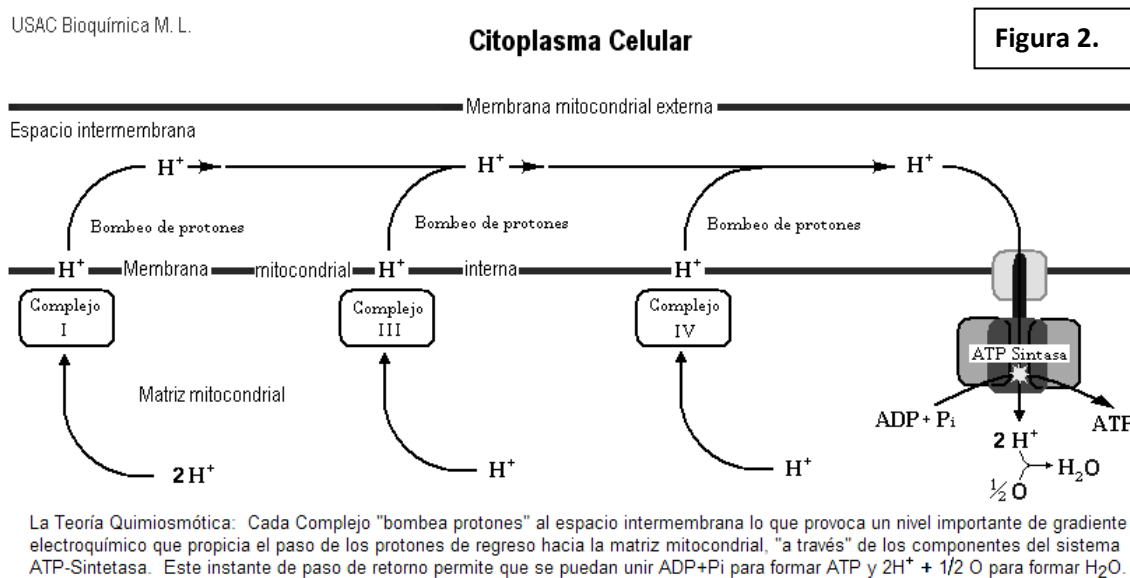 USAC Bioquímica M. L.
Citoplasma Celular
Figura 2.
Membrana mitocondrial externa
Espacio intermembrana
H⁺ H⁺ H⁺
Bombeo de protones Bombeo de protones Bombeo de protones
H⁺ Membrana mitocondrial H⁺ interna H⁺
Complejo I
Complejo III
Complejo IV
ATP Sintasa
Matriz mitocondrial
ADP + Pi ATP
2 H⁺ H⁺ H⁺ 2 H⁺
H₂O
½ O
La Teoría Quimiosmótica: Cada Complejo "bombea protones" al espacio intermembrana lo que provoca un nivel importante de gradiente
electroquímico que propicia el paso de los protones de regreso hacia la matriz mitocondrial, "a través" de los componentes del sistema
ATP-Sintetasa. Este instante de paso de retorno permite que se puedan unir ADP+Pi para formar ATP y 2H⁺ + 1/2 O para formar H₂O.